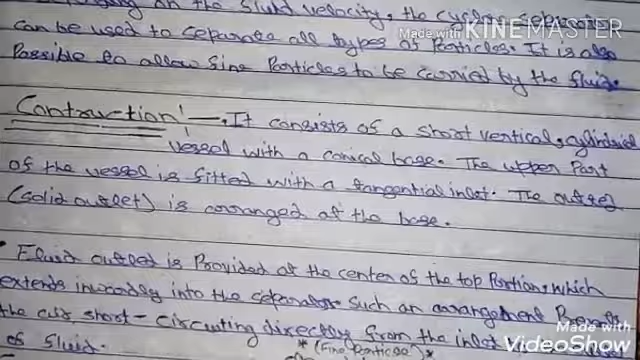 on the fluid velocity, the cyclone separator
can be used to separate all types of Particles. It is also
Possible to allow fine Particles to be carried by the fluid.
Contruction' — It consists of a short vertical, cylindrical
vessel with a conical base. The upper Part
of the vessel is fitted with a tangential inlet. The outlet
(solid outlet) is arranged at the base.
• Fluid outlet is Provided at the center of the top Portion, which
extends inwardly into the separator such an arrangement Prevents
the air short-circuting directly from the inlet
of fluid.
*(Fine Particle)*
Made with
KINEMASTER
Made with
VideoShow